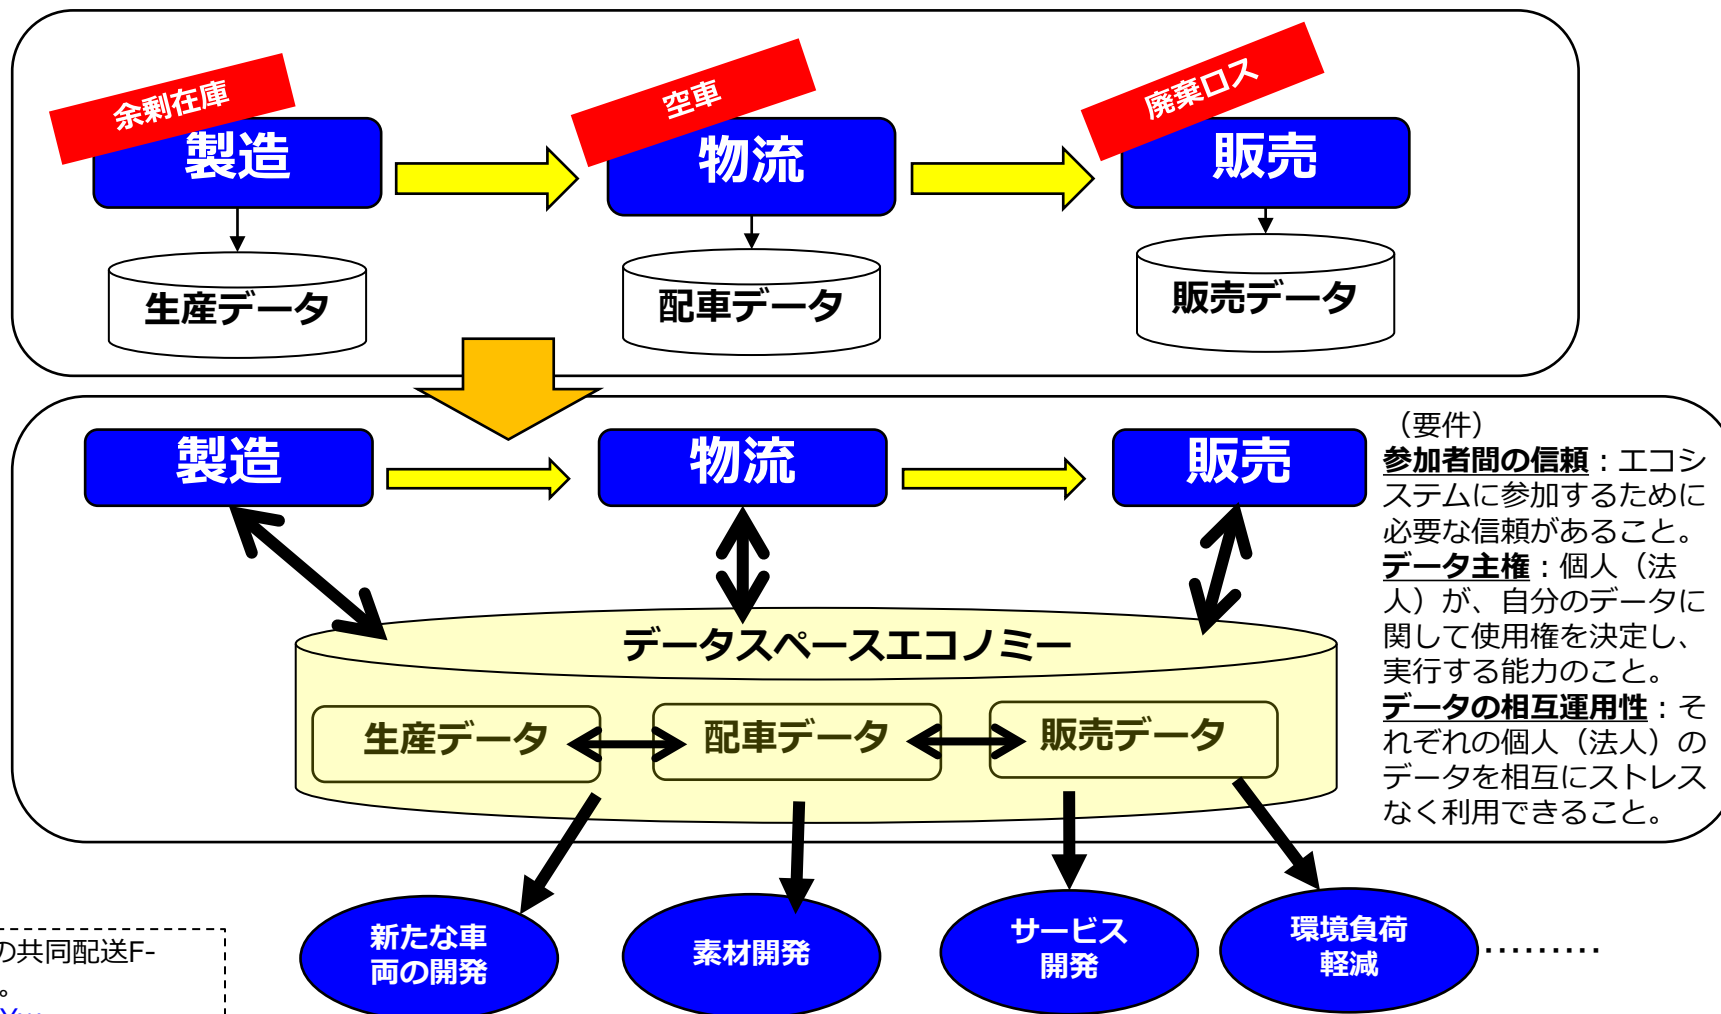 余剰在庫
空車
廃棄ロス
製造
物流
販売
生産データ
配車データ
販売データ
製造
物流
販売
（要件）
参加者間の信頼：エコシ
ステムに参加するために
必要な信頼があること。
データ主権：個人（法
人）が、自分のデータに
関して使用権を決定し、
実行する能力のこと。
データの相互運用性：そ
れぞれの個人（法人）の
データを相互にストレス
なく利用できること。
データスペースエコノミー
生産データ
配車データ
販売データ
新たな車
両の開発
素材開発
サービス
開発
環境負荷
軽減
………
の共同配送F-
。